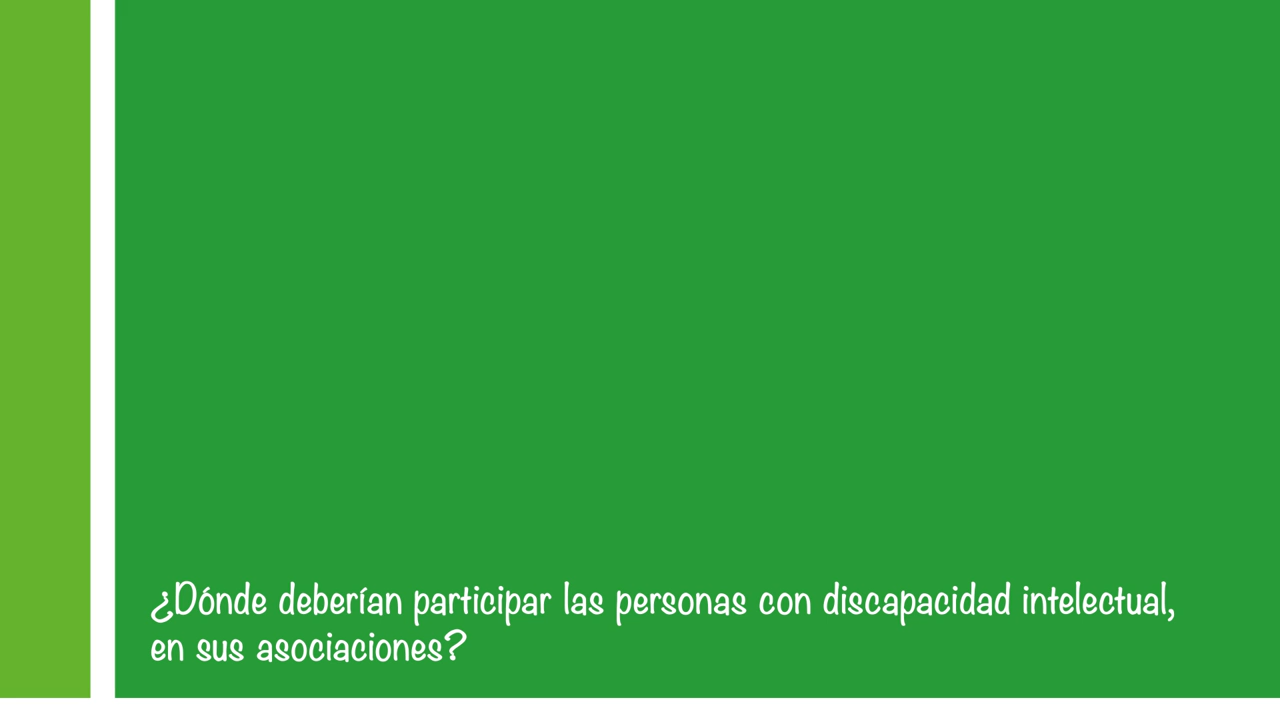 ¿Dónde deberían participar las personas con discapacidad intelectual,
en sus asociaciones?